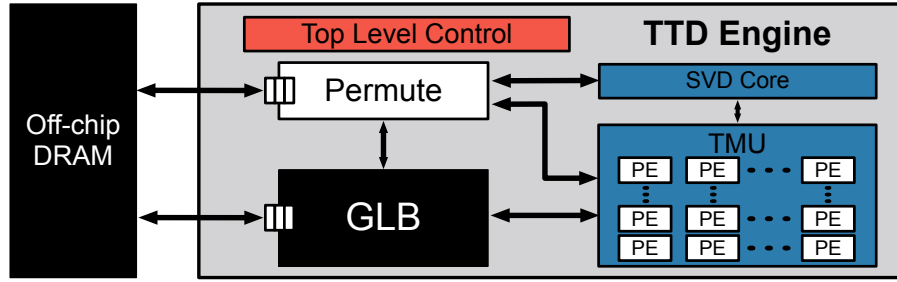 Top Level Control
TTD Engine
Off-chip
DRAM
Permute
SVD Core
TMU
GLB
PE PE PE
PE PE PE
PE PE PE